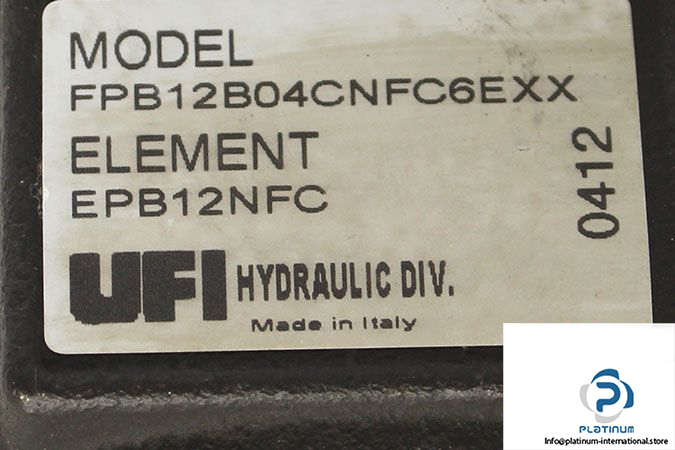 MODEL
FPB12B04CNFC6EXX
ELEMENT
EPB12NFC
0412
UFI HYDRAULIC DIV.
Made in Italy
P
PLATINUM
Info@platinum-international.store